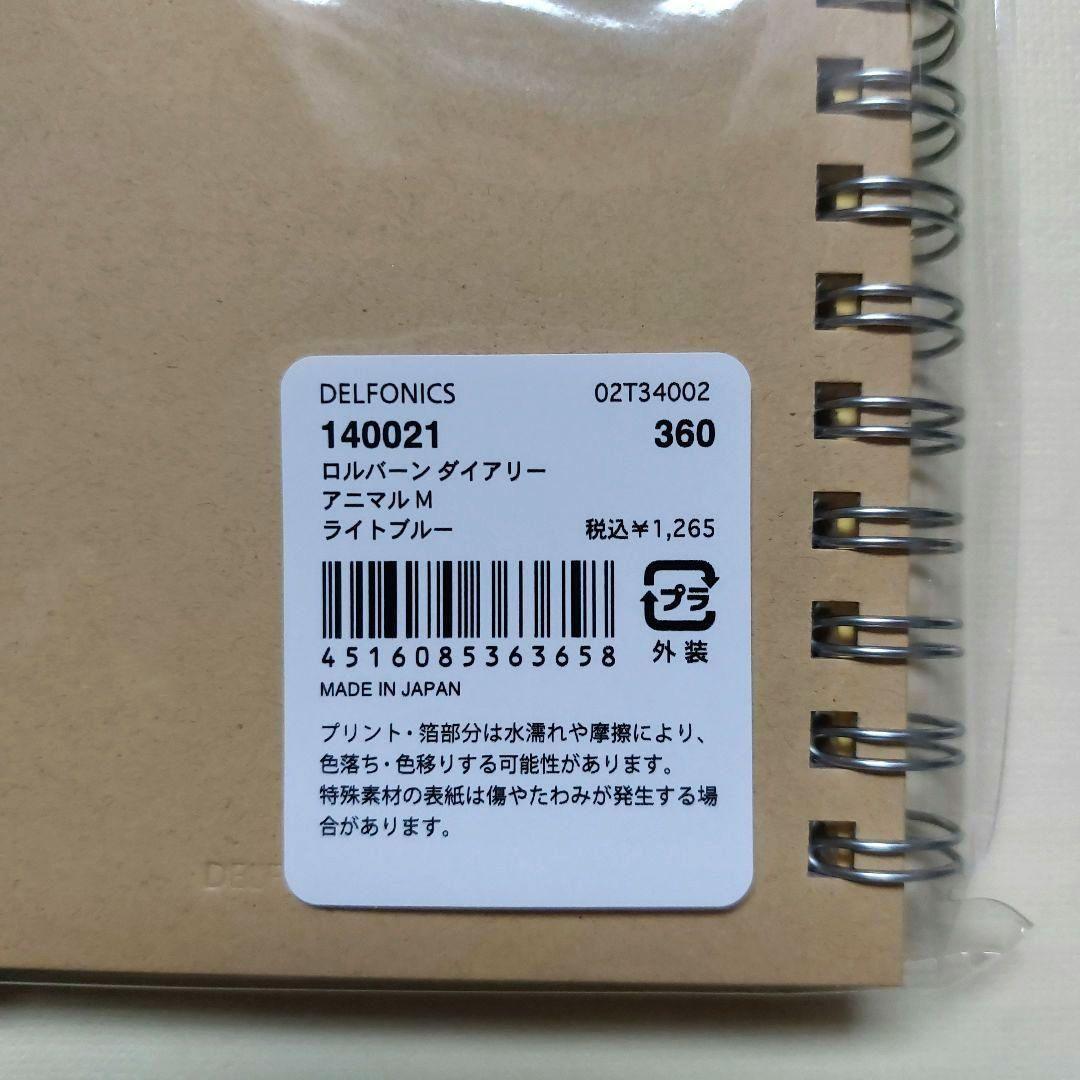 DELFONICS 02T34002
140021 360
ロルバーン ダイアリー
アニマル M
ライトブルー 税込¥1,265
プラ
4516085363658 外装
MADE IN JAPAN
プリント・箔部分は水濡れや摩擦により、
色落ち・色移りする可能性があります。
特殊素材の表紙は傷やたわみが発生する場
合があります。